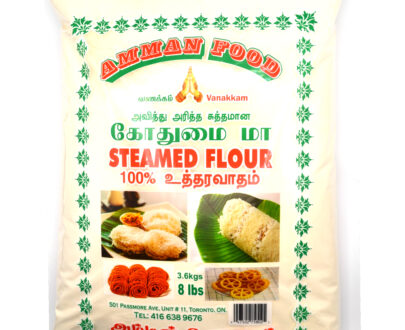 AMMAN FOOD
வணக்கம் Vanakkam
அவித்து அரித்த சுத்தமான
கோதுமை மா
STEAMED FLOUR
100% உத்தரவாதம்
3.6kgs
8 lbs
501 PASSMORE AVE. UNIT # 11, TORONTO, ON.
TEL: 416 638 9676